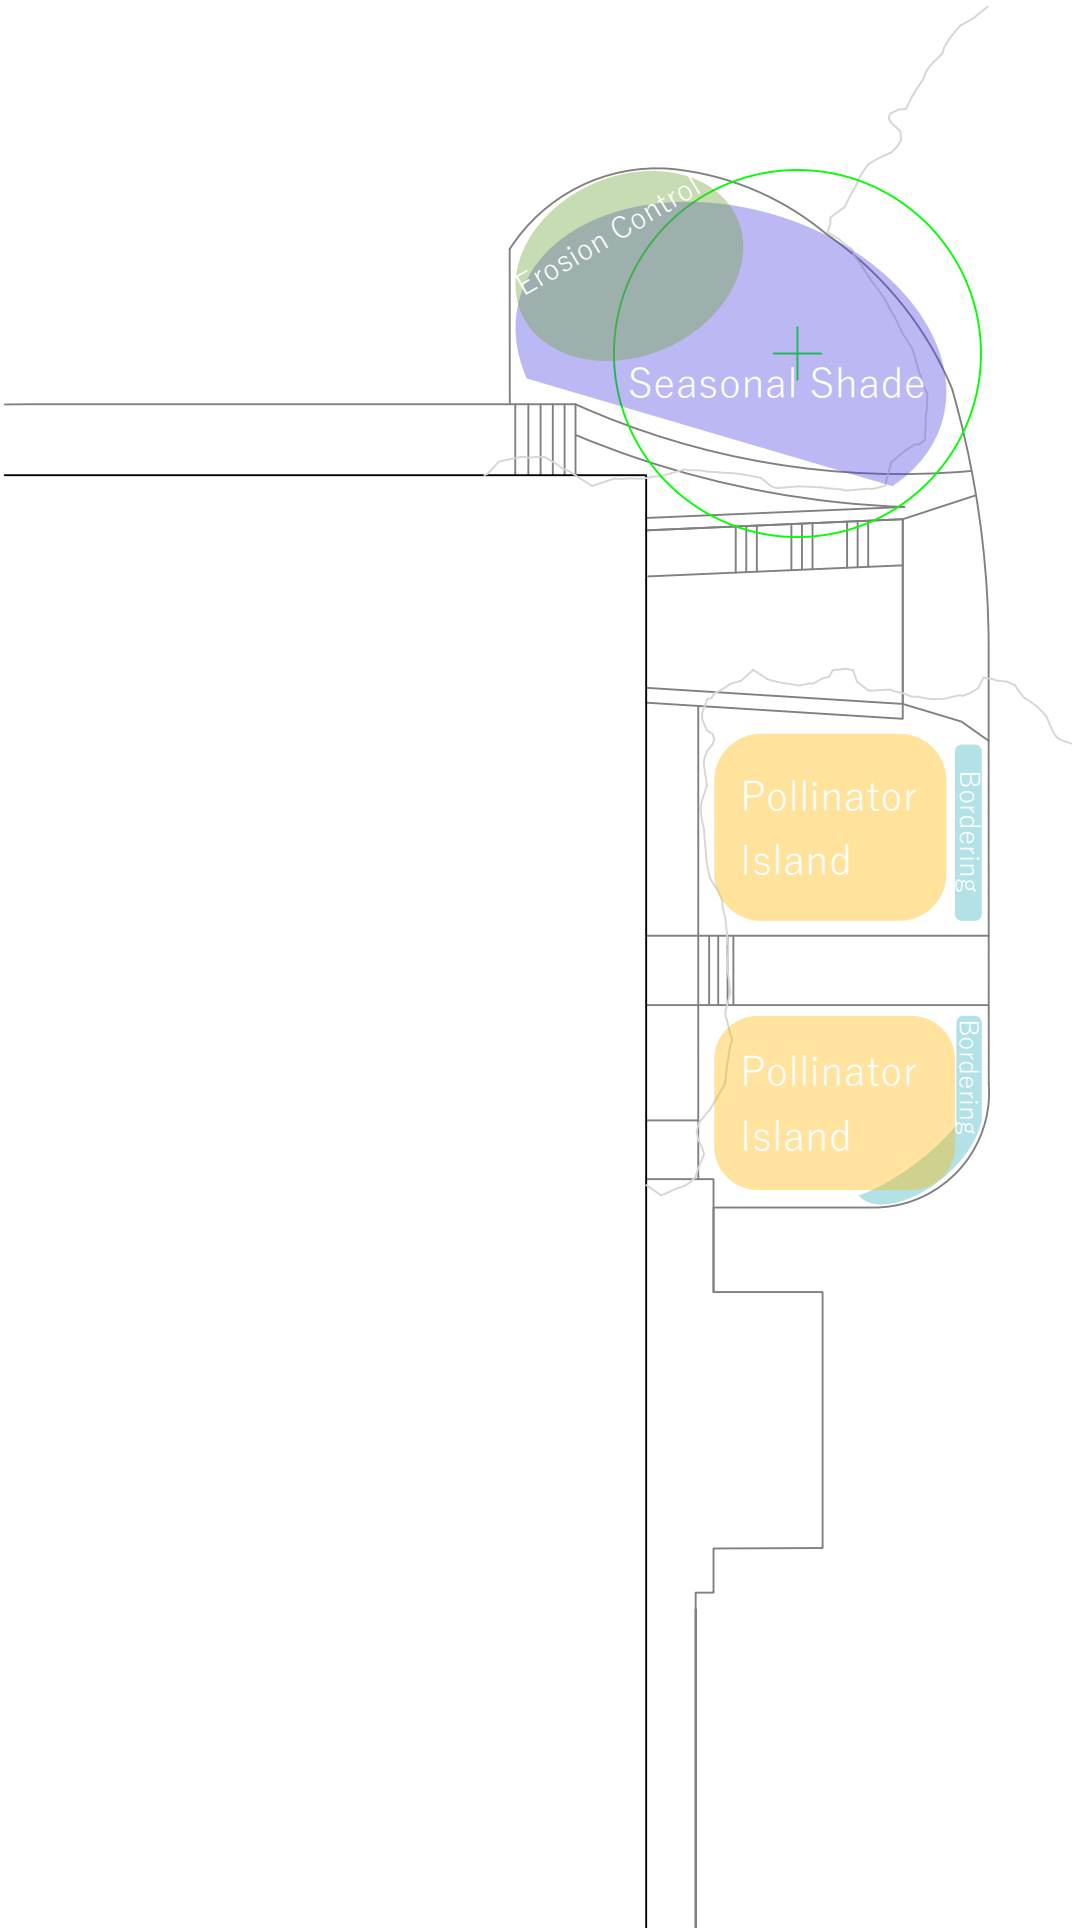 Erosion Control
Seasonal Shade
Pollinator
Island
Bordering
Pollinator
Island
Bordering